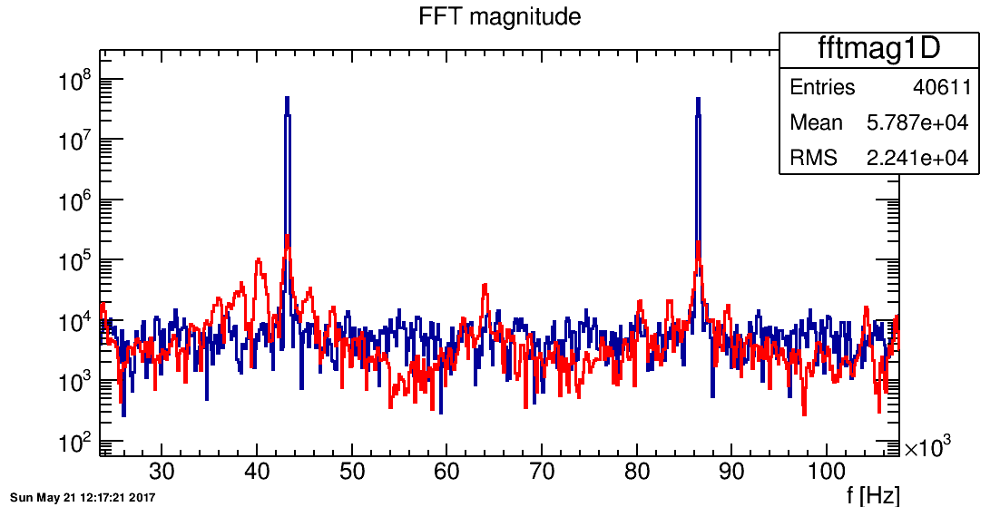 FFT magnitude
fftmag1D
Entries 40611
Mean 5.787e+04
RMS 2.241e+04
10^8
10^7
10^6
10^5
10^4
10^3
10^2
30 40 50 60 70 80 90 100
×10^3
f [Hz]
Sun May 21 12:17:21 2017